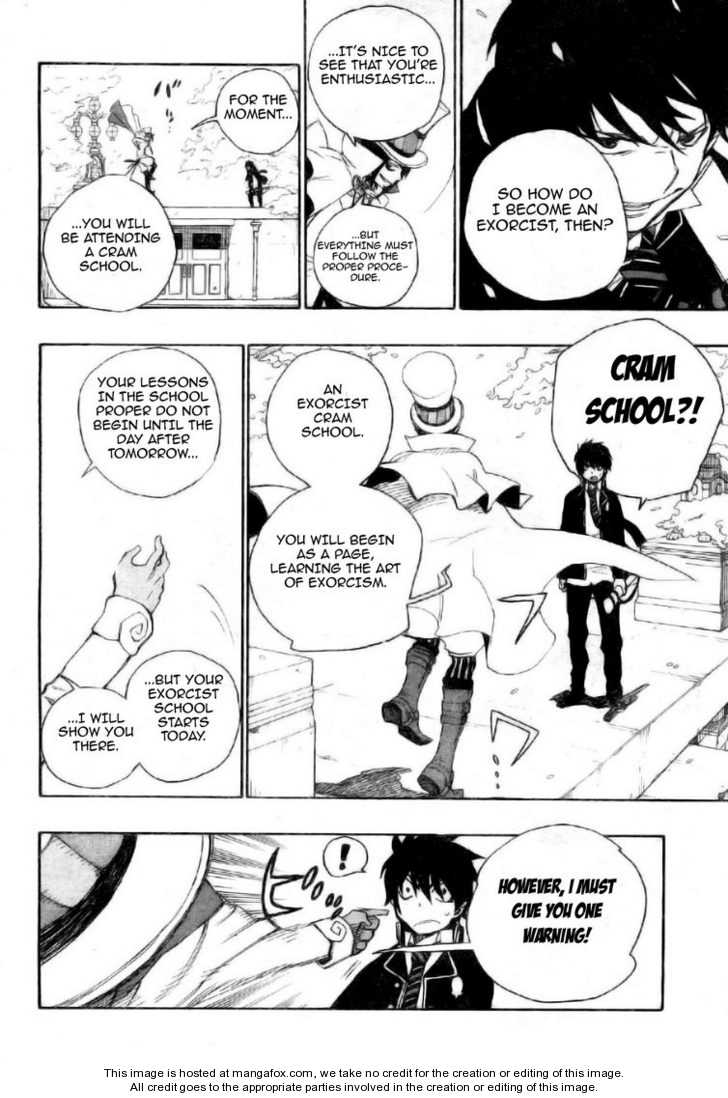 SO HOW DO
I BECOME AN
EXORCIST, THEN?
...IT'S NICE TO
SEE THAT YOU'RE
ENTHUSIASTIC...
...BUT
EVERYTHING MUST
FOLLOW THE
PROPER PROCE-
DURE.
FOR THE
MOMENT...
...YOU WILL
BE ATTENDING
A CRAM
SCHOOL.
CRAM
SCHOOL?!
AN
EXORCIST
CRAM
SCHOOL.
YOU WILL BEGIN
AS A PAGE,
LEARNING THE ART
OF EXORCISM.
YOUR LESSONS
IN THE SCHOOL
PROPER DO NOT
BEGIN UNTIL THE
DAY AFTER
TOMORROW...
...BUT YOUR
EXORCIST
SCHOOL
STARTS
TODAY.
...I WILL
SHOW YOU
THERE.
HOWEVER, I MUST
GIVE YOU ONE
WARNING!
!
This image is hosted at mangafox.com, we take no credit for the creation or editing of this image.
All credit goes to the appropriate parties involved in the creation or editing of this image.